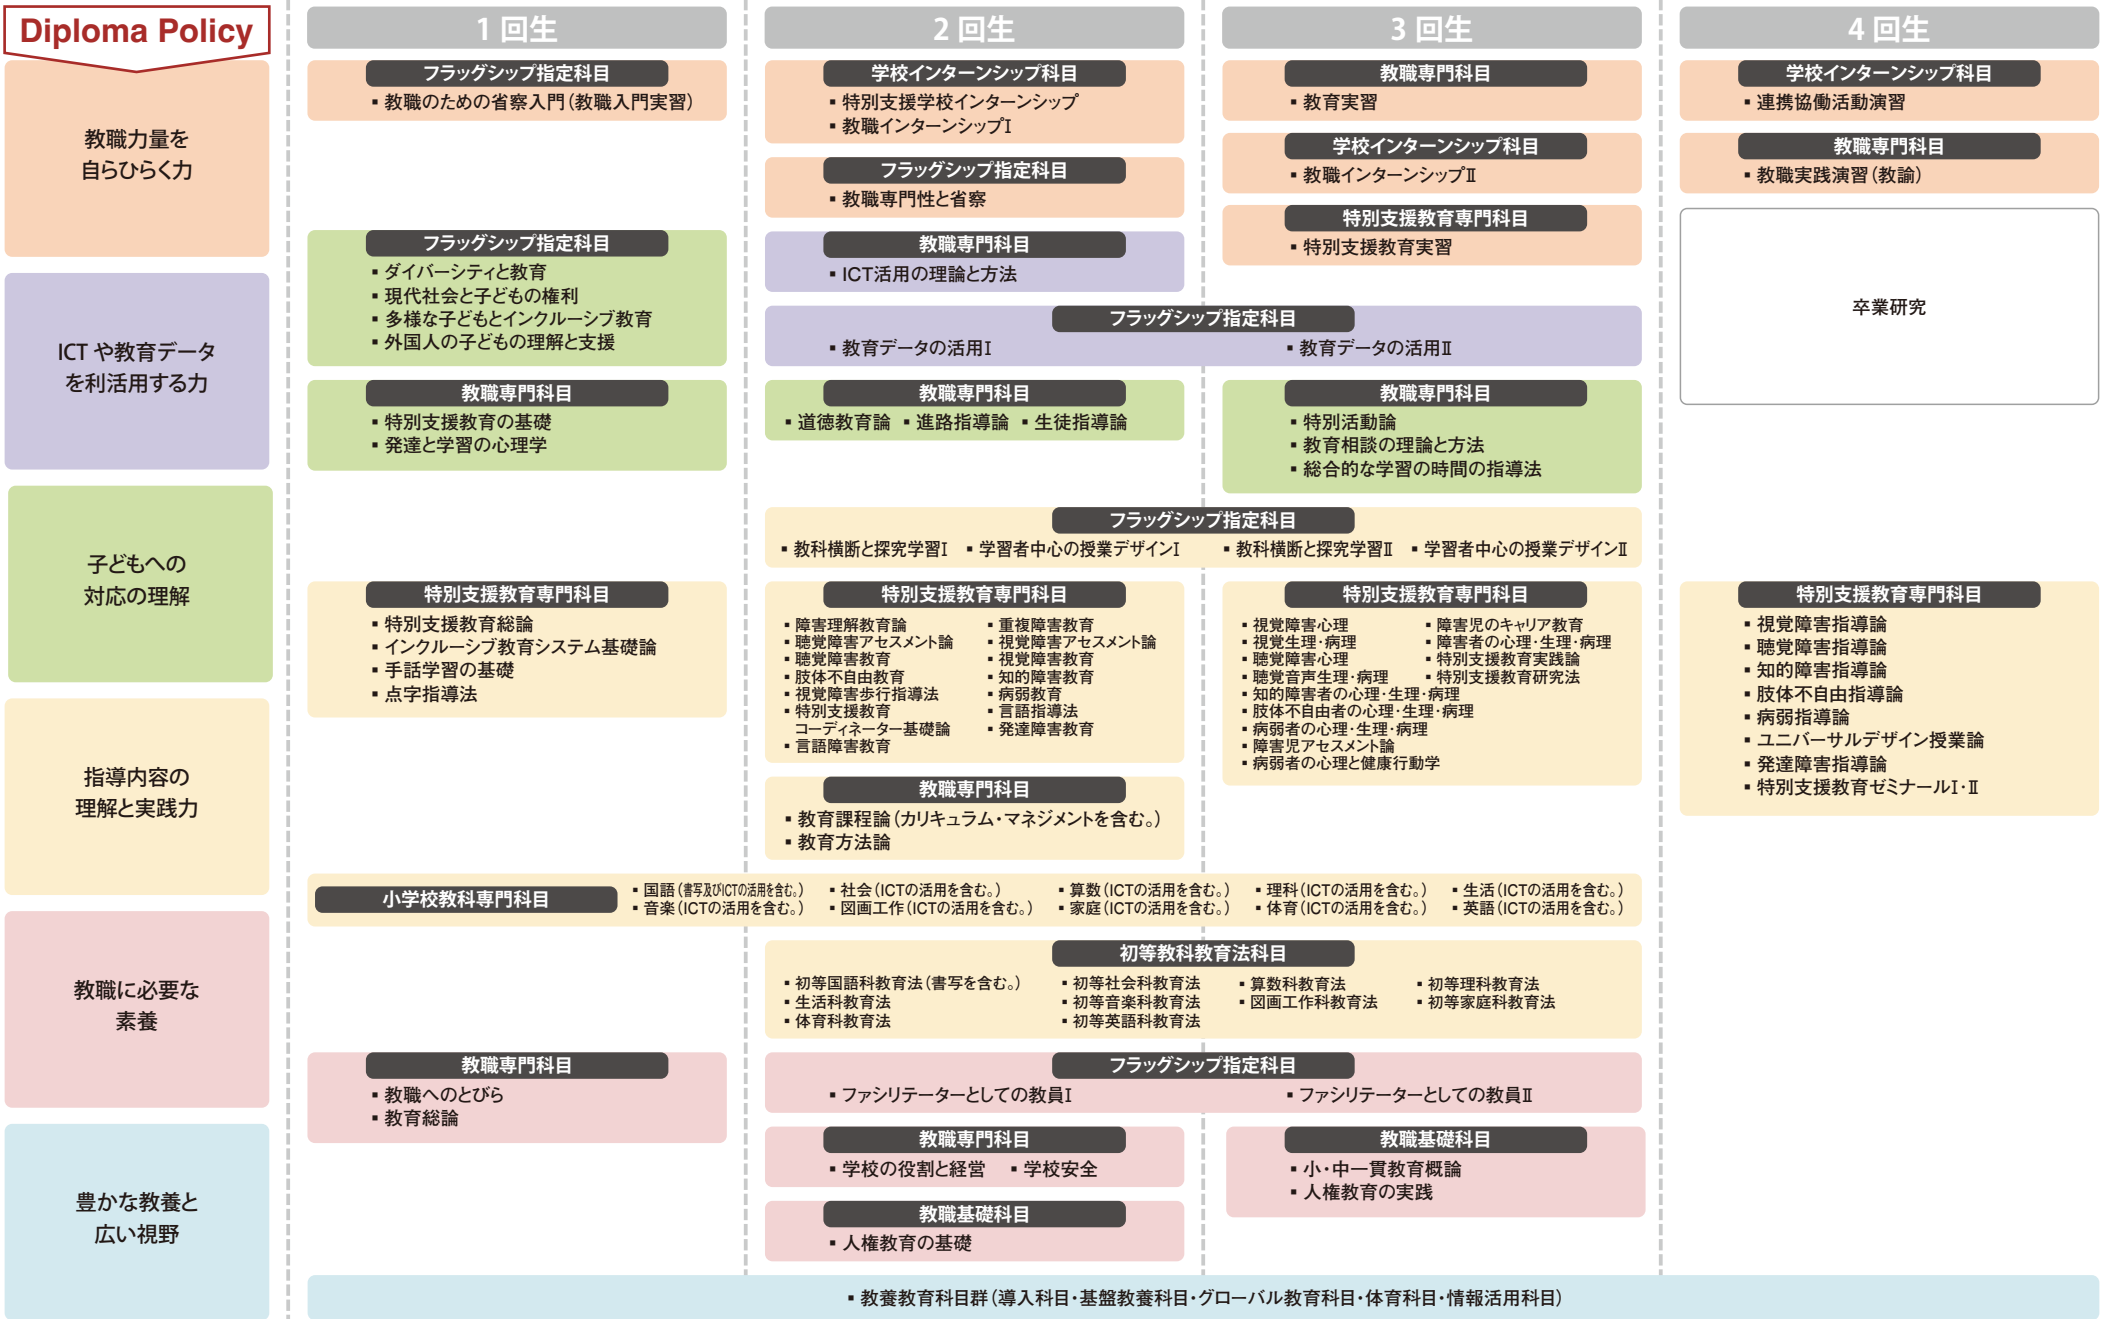 Diploma Policy
教職力量を
自らひらく力
ICT や教育データ
を利活用する力
子どもへの
対応の理解
指導内容の
理解と実践力
教職に必要な
素養
豊かな教養と
広い視野
1 回生
フラッグシップ指定科目
▪ 教職のための省察入門（教職入門実習）
フラッグシップ指定科目
▪ ダイバーシティと教育
▪ 現代社会と子どもの権利
▪ 多様な子どもとインクルーシブ教育
▪ 外国人の子どもの理解と支援
教職専門科目
▪ 特別支援教育の基礎
▪ 発達と学習の心理学
特別支援教育専門科目
▪ 特別支援教育総論
▪ インクルーシブ教育システム基礎論
▪ 手話学習の基礎
▪ 点字指導法
教職専門科目
▪ 教職へのとびら
▪ 教育総論
2 回生
学校インターンシップ科目
▪ 特別支援学校インターンシップ
▪ 教職インターンシップⅠ
フラッグシップ指定科目
▪ 教職専門性と省察
教職専門科目
▪ ICT活用の理論と方法
フラッグシップ指定科目
▪ 教育データの活用Ⅰ ▪ 教育データの活用Ⅱ
教職専門科目
▪ 道徳教育論 ▪ 進路指導論 ▪ 生徒指導論
フラッグシップ指定科目
▪ 教科横断と探究学習Ⅰ ▪ 学習者中心の授業デザインⅠ ▪ 教科横断と探究学習Ⅱ ▪ 学習者中心の授業デザインⅡ
特別支援教育専門科目
▪ 障害理解教育論
▪ 聴覚障害アセスメント論
▪ 聴覚障害教育
▪ 肢体不自由教育
▪ 視覚障害歩行指導法
▪ 特別支援教育
コーディネーター基礎論
▪ 言語障害教育
▪ 重複障害教育
▪ 視覚障害アセスメント論
▪ 視覚障害教育
▪ 知的障害教育
▪ 病弱教育
▪ 言語指導法
▪ 発達障害教育
教職専門科目
▪ 教育課程論（カリキュラム・マネジメントを含む。）
▪ 教育方法論
小学校教科専門科目
▪ 国語（書写及びICTの活用を含む。） ▪ 社会（ICTの活用を含む。） ▪ 算数（ICTの活用を含む。） ▪ 理科（ICTの活用を含む。） ▪ 生活（ICTの活用を含む。）
▪ 音楽（ICTの活用を含む。） ▪ 図画工作（ICTの活用を含む。） ▪ 家庭（ICTの活用を含む。） ▪ 体育（ICTの活用を含む。） ▪ 英語（ICTの活用を含む。）
初等教科教育法科目
▪ 初等国語科教育法（書写を含む。） ▪ 初等社会科教育法 ▪ 算数科教育法 ▪ 初等理科教育法
▪ 生活科教育法 ▪ 初等音楽科教育法 ▪ 図画工作科教育法 ▪ 初等家庭科教育法
▪ 体育科教育法 ▪ 初等英語科教育法
フラッグシップ指定科目
▪ ファシリテーターとしての教員Ⅰ ▪ ファシリテーターとしての教員Ⅱ
教職専門科目
▪ 学校の役割と経営 ▪ 学校安全
教職基礎科目
▪ 人権教育の基礎
3 回生
教職専門科目
▪ 教育実習
学校インターンシップ科目
▪ 教職インターンシップⅡ
特別支援教育専門科目
▪ 特別支援教育実習
教職専門科目
▪ 特別活動論
▪ 教育相談の理論と方法
▪ 総合的な学習の時間の指導法
特別支援教育専門科目
▪ 視覚障害心理 ▪ 障害児のキャリア教育
▪ 視覚生理・病理 ▪ 障害者の心理・生理・病理
▪ 聴覚障害心理 ▪ 特別支援教育実践論
▪ 聴覚音声生理・病理 ▪ 特別支援教育研究法
▪ 知的障害者の心理・生理・病理
▪ 肢体不自由者の心理・生理・病理
▪ 病弱者の心理・生理・病理
▪ 障害児アセスメント論
▪ 病弱者の心理と健康行動学
教職基礎科目
▪ 小・中一貫教育概論
▪ 人権教育の実践
4 回生
学校インターンシップ科目
▪ 連携協働活動演習
教職専門科目
▪ 教職実践演習（教諭）
卒業研究
特別支援教育専門科目
▪ 視覚障害指導論
▪ 聴覚障害指導論
▪ 知的障害指導論
▪ 肢体不自由指導論
▪ 病弱指導論
▪ ユニバーサルデザイン授業論
▪ 発達障害指導論
▪ 特別支援教育ゼミナールⅠ・Ⅱ
▪ 教養教育科目群（導入科目・基盤教養科目・グローバル教育科目・体育科目・情報活用科目）